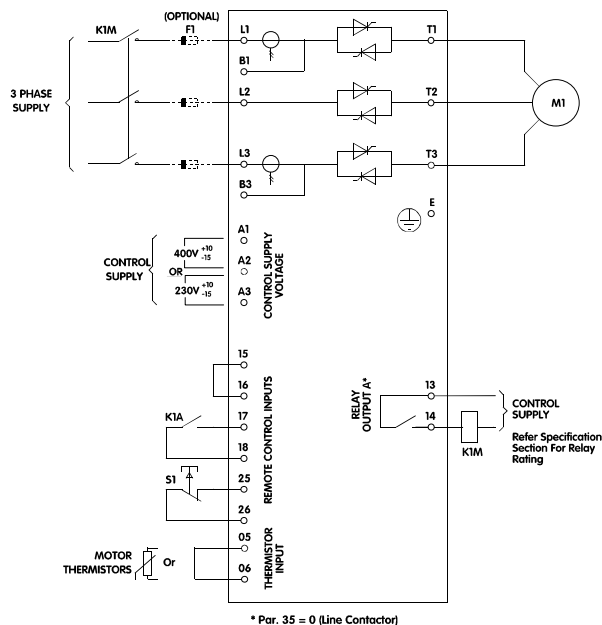 (OPTIONAL)
K1M
F1
L1
T1
B1
3 PHASE
SUPPLY
L2
T2
M1
L3
T3
B3
E
A1
400V +10 -15
CONTROL
SUPPLY
OR
A2
230V +10 -15
A3
CONTROL SUPPLY
VOLTAGE
15
16
K1A
17
18
REMOTE CONTROL INPUTS
S1
25
26
RELAY
OUTPUT A*
13
14
K1M
CONTROL
SUPPLY
Refer Specification
Section For Relay
Rating
05
06
THERMISTOR
INPUT
MOTOR
THERMISTORS
Or
* Par. 35 = 0 (Line Contactor)